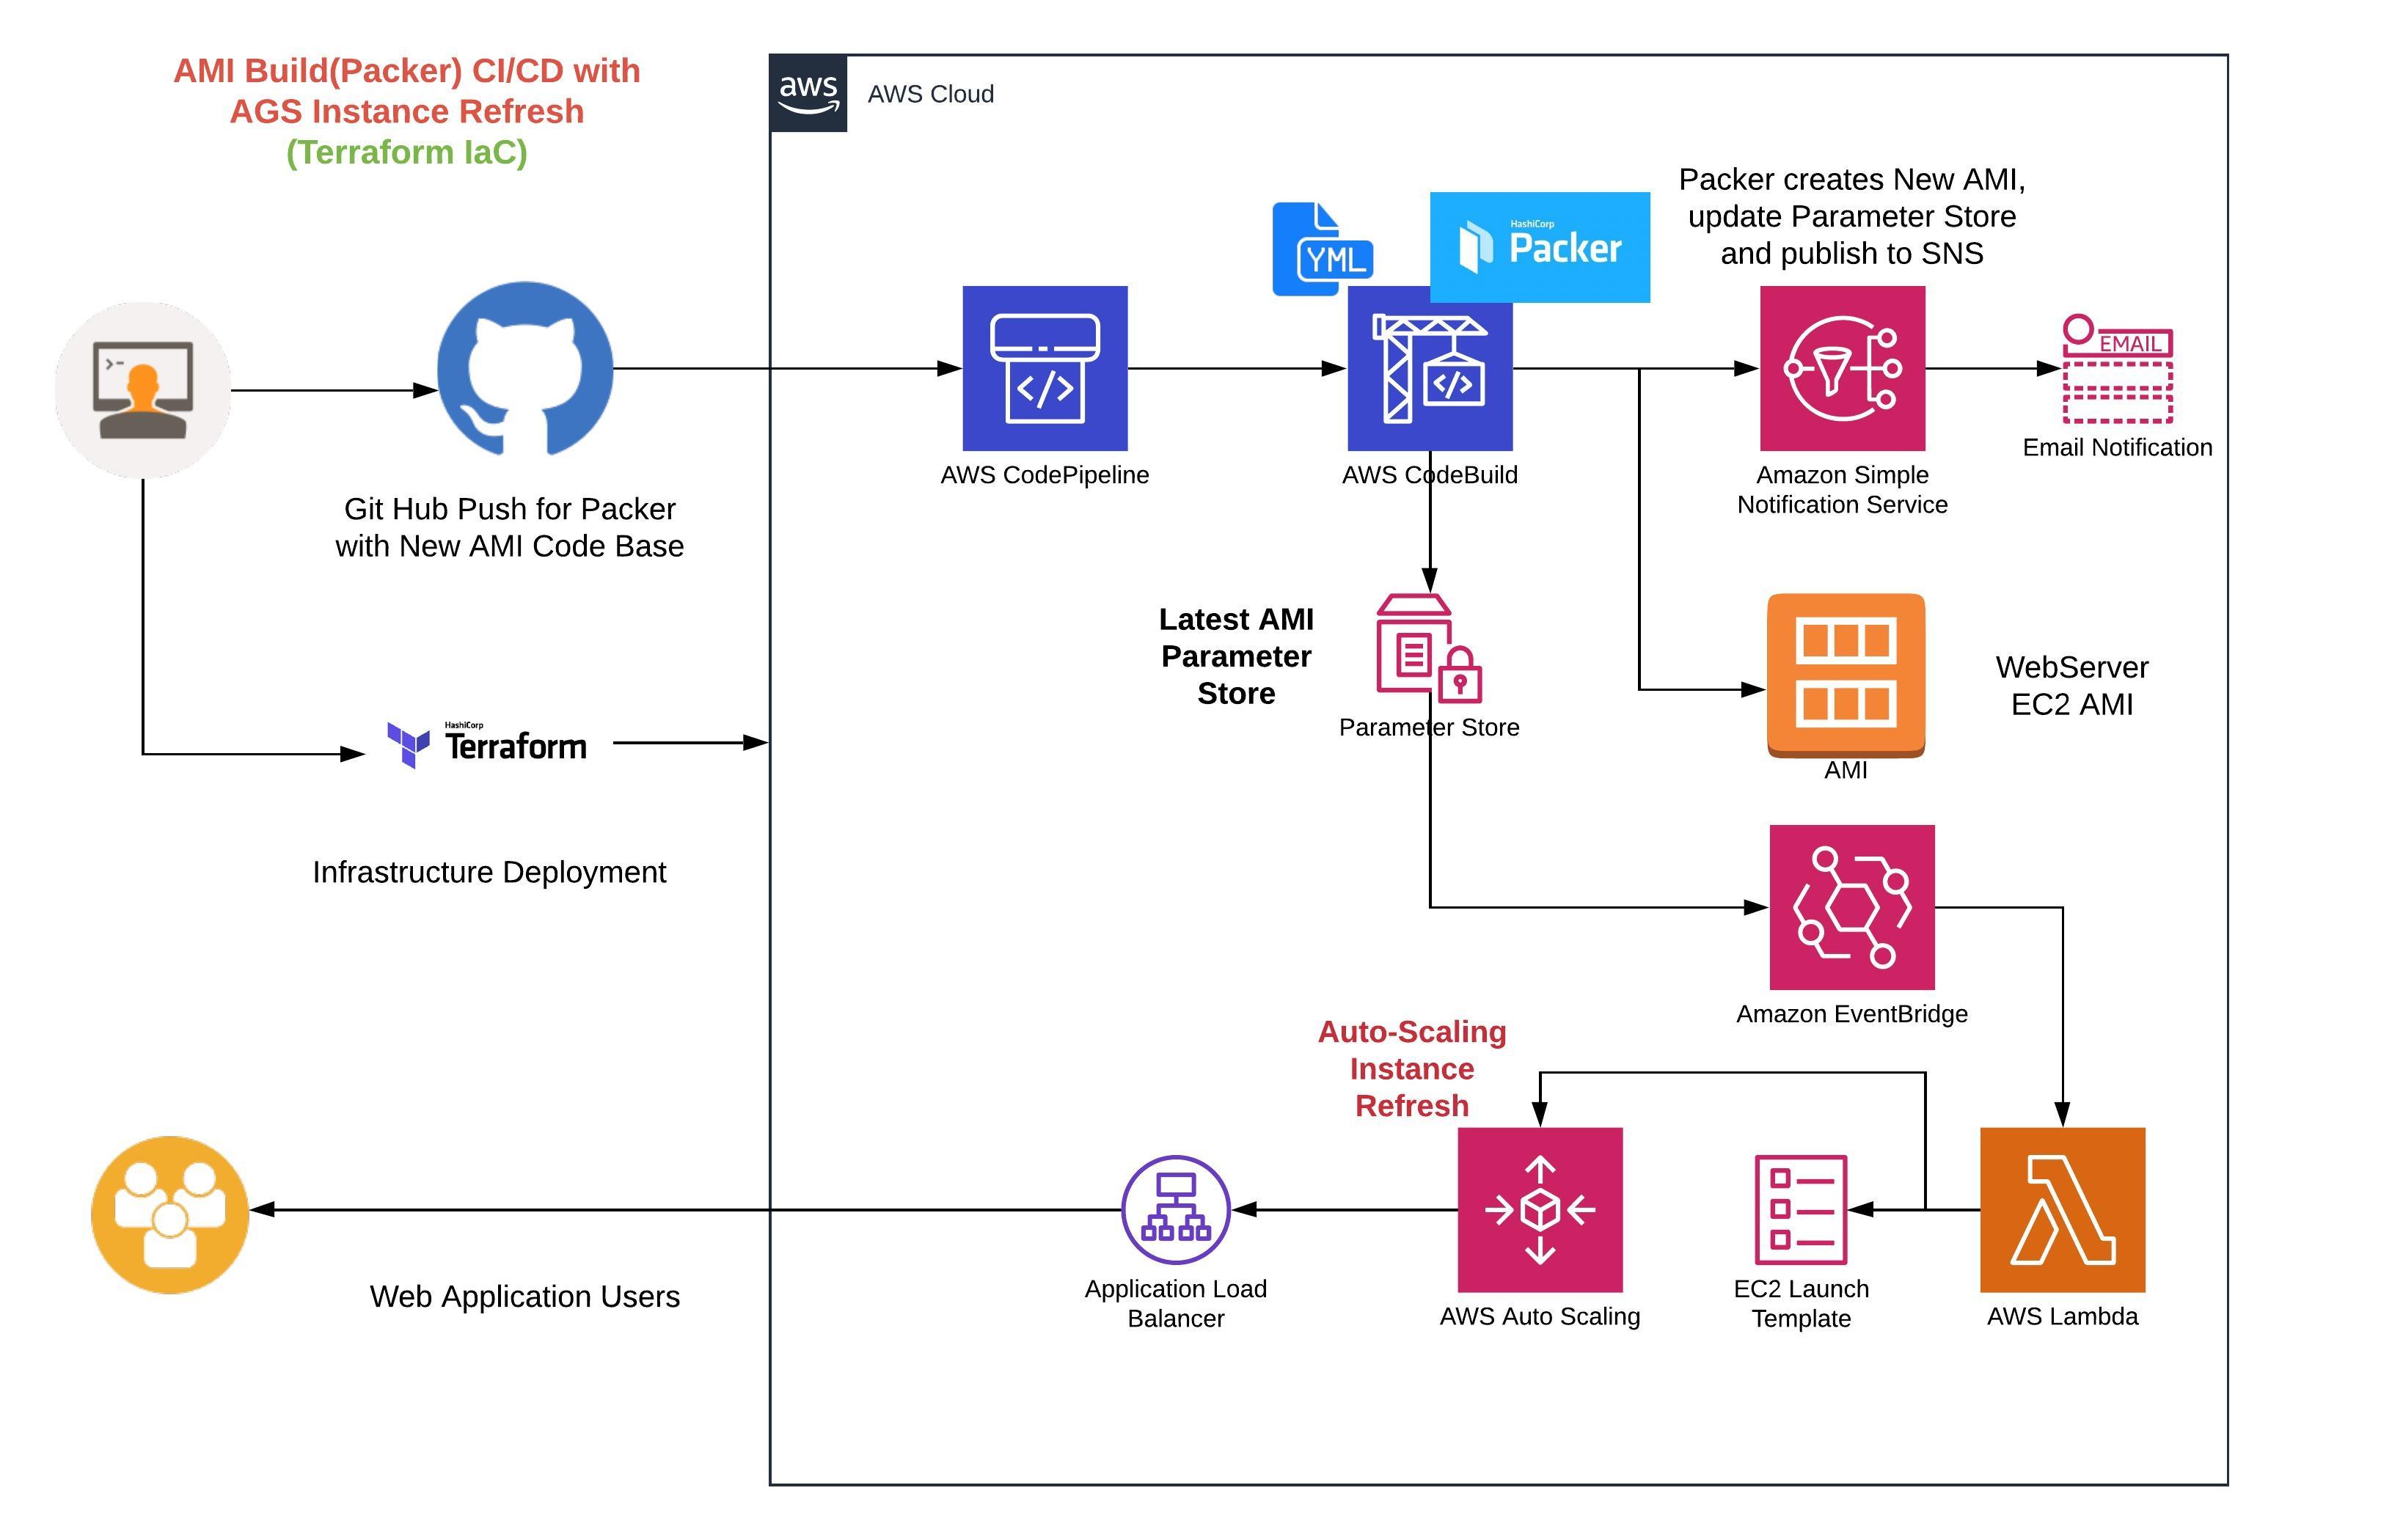 AMI Build(Packer) CI/CD with
AGS Instance Refresh
(Terraform IaC)
aws
AWS Cloud
Packer creates New AMI,
update Parameter Store
and publish to SNS
YML
HashiCorp
Packer
EMAIL
Email Notification
AWS CodePipeline
AWS CodeBuild
Amazon Simple
Notification Service
Git Hub Push for Packer
with New AMI Code Base
Latest AMI
Parameter
Store
Parameter Store
WebServer
EC2 AMI
AMI
HashiCorp
Terraform
Infrastructure Deployment
Amazon EventBridge
Auto-Scaling
Instance
Refresh
Web Application Users
Application Load
Balancer
AWS Auto Scaling
EC2 Launch
Template
AWS Lambda